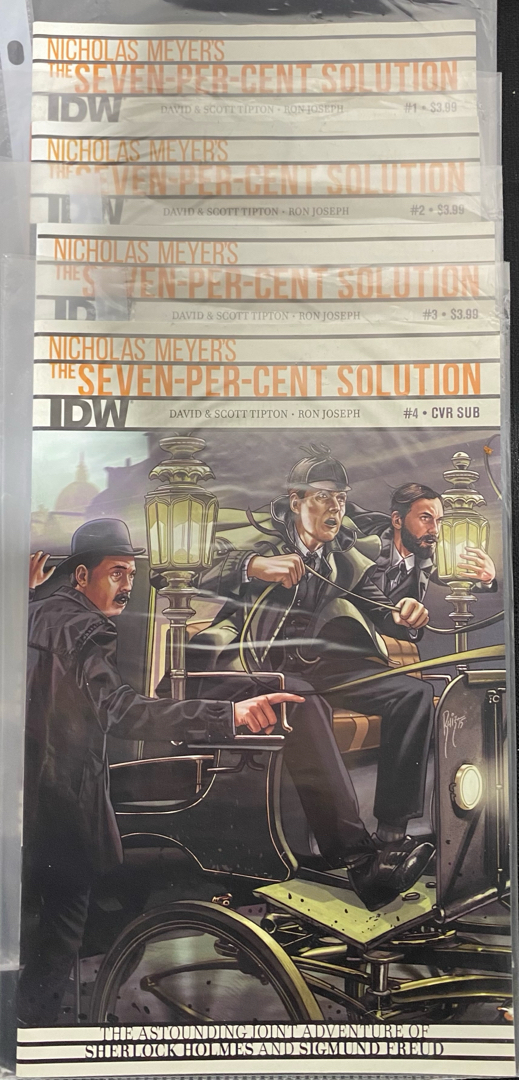 NICHOLAS MEYER'S
THE SEVEN-PER-CENT SOLUTION
IDW DAVID & SCOTT TIPTON • RON JOSEPH #1 • $3.99
NICHOLAS MEYER'S
THE SEVEN-PER-CENT SOLUTION
IDW DAVID & SCOTT TIPTON • RON JOSEPH #2 • $3.99
NICHOLAS MEYER'S
THE SEVEN-PER-CENT SOLUTION
IDW DAVID & SCOTT TIPTON • RON JOSEPH #3 • $3.99
NICHOLAS MEYER'S
THE SEVEN-PER-CENT SOLUTION
IDW DAVID & SCOTT TIPTON • RON JOSEPH #4 • CVR SUB
THE ASTOUNDING JOINT ADVENTURE OF
SHERLOCK HOLMES AND SIGMUND FREUD